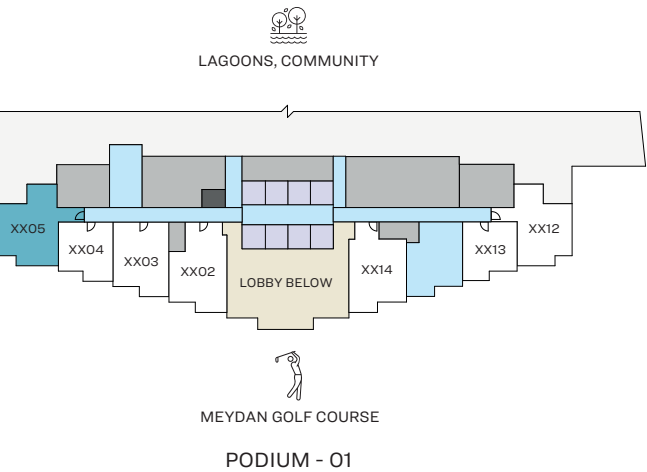 LAGOONS, COMMUNITY
XX05
XX04
XX03
XX02
LOBBY BELOW
XX14
XX13
XX12
MEYDAN GOLF COURSE
PODIUM - 01